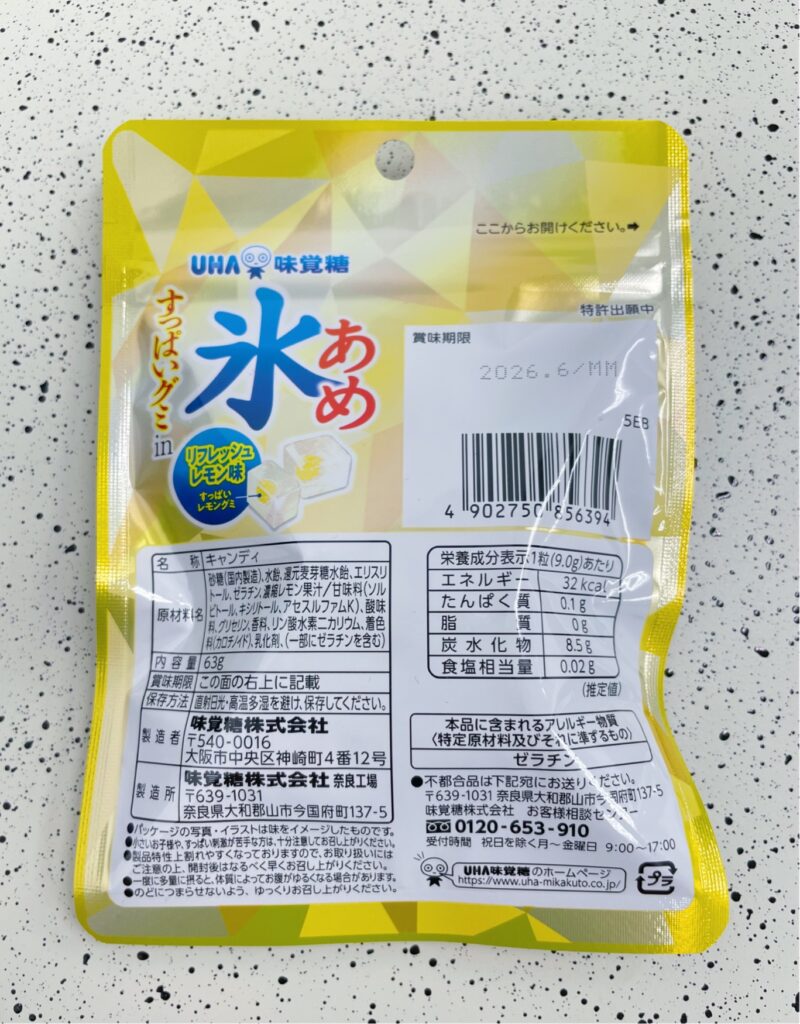 ここからお開けください。➡
UHA 味覚糖
特許出願中
すっぱいグミin
氷あめ
リフレッシュ
レモン味
すっぱい
レモングミ
賞味期限
2026.6/MM
5EB
4 902750 856394
名 称 キャンディ
原材料名 砂糖(国内製造)、水飴、還元麦芽糖水飴、エリスリ
トール、ゼラチン、濃縮レモン果汁/甘味料(ソル
ビトール、キシリトール、アセスルファムK)、酸味
料、グリセリン、香料、リン酸水素二カリウム、着色
料(カロチノイド)、乳化剤、(一部にゼラチンを含む)
内容量 63g
賞味期限 この面の右上に記載
保存方法 直射日光・高温多湿を避け、保存してください。
製造者 味覚糖株式会社
〒540-0016
大阪市中央区神崎町4番12号
製造所 味覚糖株式会社 奈良工場
〒639-1031
奈良県大和郡山市今国府町137-5
●パッケージの写真・イラストは味をイメージしたものです。
●小さいお子様や、すっぱい刺激が苦手な方は、十分注意してお召し上がりください。
●製品特性上割れやすくなっておりますので、お取り扱いには
ご注意の上、開封後はなるべく早くお召し上がりください。
●一度に多量に摂ると、体質によってお腹がゆるくなる場合があります。
●のどにつまらせないよう、ゆっくりお召し上がりください。
栄養成分表示1粒(9.0g)あたり
エネルギー 32kcal
たんぱく質 0.1g
脂質 0g
炭水化物 8.5g
食塩相当量 0.02g
(推定値)
本品に含まれるアレルギー物質
(特定原材料及びそれに準ずるもの)
ゼラチン
●不都合品は下記宛にお送りください。
〒639-1031 奈良県大和郡山市今国府町137-5
味覚糖株式会社 お客様相談センター
0120-653-910
受付時間 祝日を除く月～金曜日 9:00～17:00
UHA味覚糖のホームページ
https://www.uha-mikakuto.co.jp/
プラ